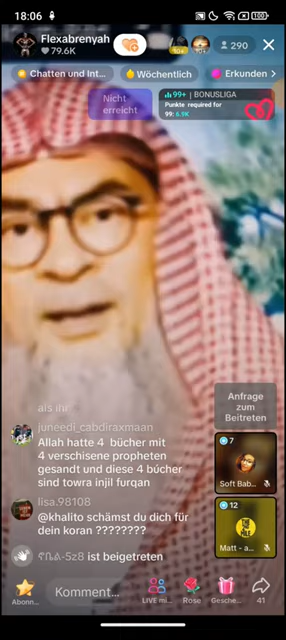 18:06
100
Flexabrenyah
79.6K
290
Chatten und Int...
Wöchentlich
Erkunden
Nicht erreicht
99+ | BONUSLIGA
Punkte required for
99: 6.9K
als ihr
Anfrage
zum
Beitreten
juneedi_cabdiraxmaan
Allah hatte 4 bücher mit
4 verschisene propheten
gesandt und diese 4 búcher
sind towra injil furqan
7
Soft Bab...
lisa.98108
@khalito schämst du dich für
dein koran ????????
12
Matt - a...
ist beigetreten
Abonn...
Komment...
LIVE mi...
Rose
Gesche...
41